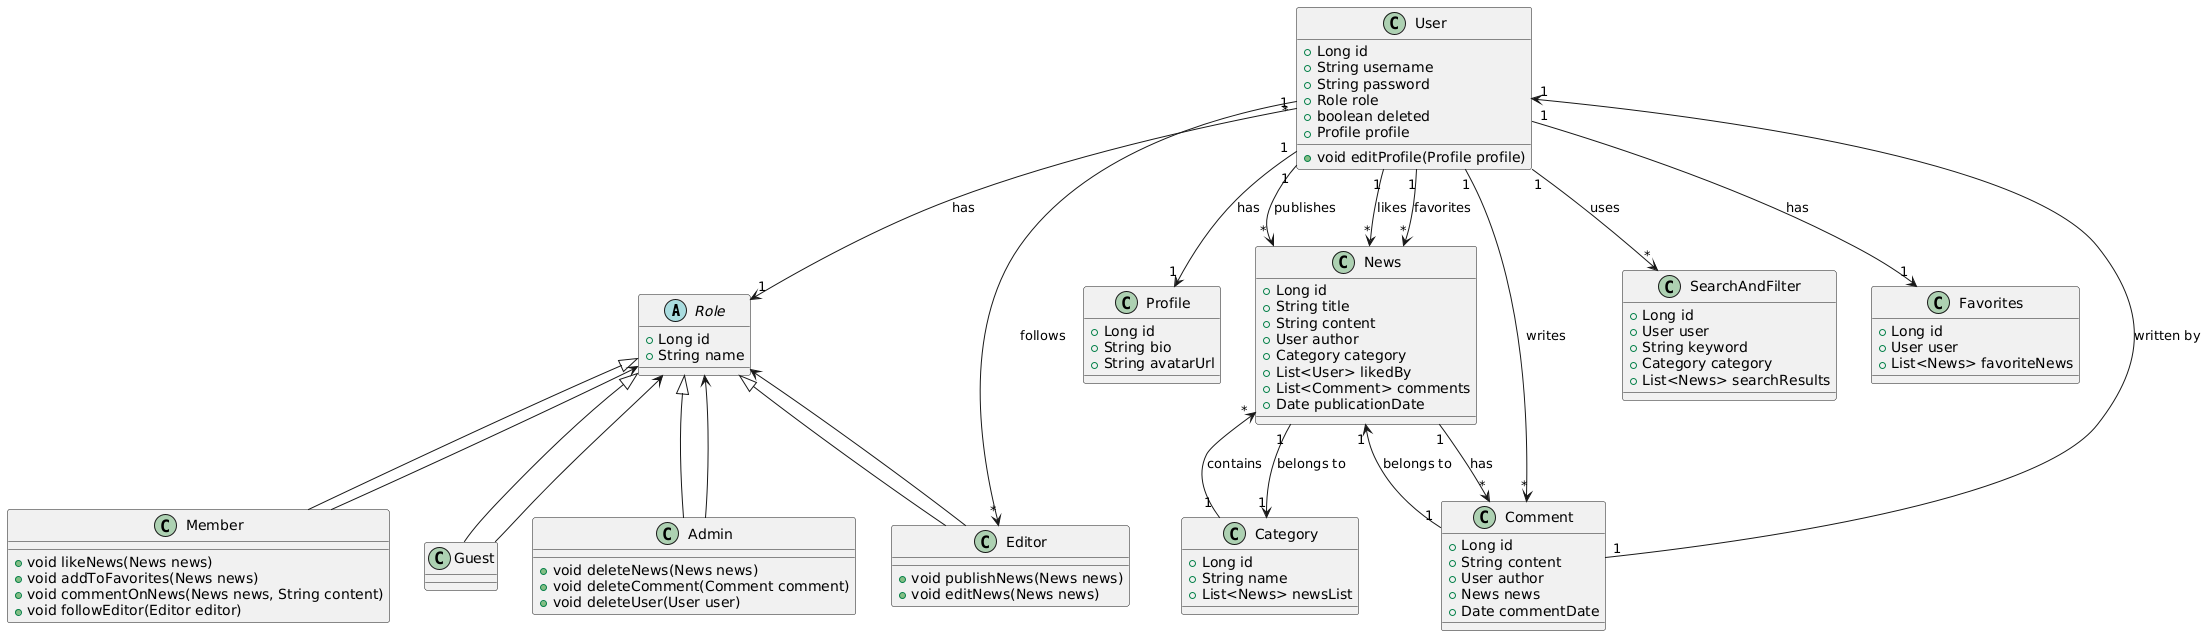 C User
Long id
String username
String password
Role role
boolean deleted
Profile profile
void editProfile(Profile profile)
1
*
1
1
1
1
1
1
1
1
1
has
publishes
likes
favorites
uses
has
has
*
*
*
*
1
1
1
A Role
Long id
String name
C Profile
Long id
String bio
String avatarUrl
C News
Long id
String title
String content
User author
Category category
List<User> likedBy
List<Comment> comments
Date publicationDate
C SearchAndFilter
Long id
User user
String keyword
Category category
List<News> searchResults
C Favorites
Long id
User user
List<News> favoriteNews
follows
writes
written by
*
1
1
1
contains
belongs to
belongs to
has
1
1
*
*
1
*
1
C Member
void likeNews(News news)
void addToFavorites(News news)
void commentOnNews(News news, String content)
void followEditor(Editor editor)
C Guest
C Admin
void deleteNews(News news)
void deleteComment(Comment comment)
void deleteUser(User user)
C Editor
void publishNews(News news)
void editNews(News news)
C Category
Long id
String name
List<News> newsList
C Comment
Long id
String content
User author
News news
Date commentDate